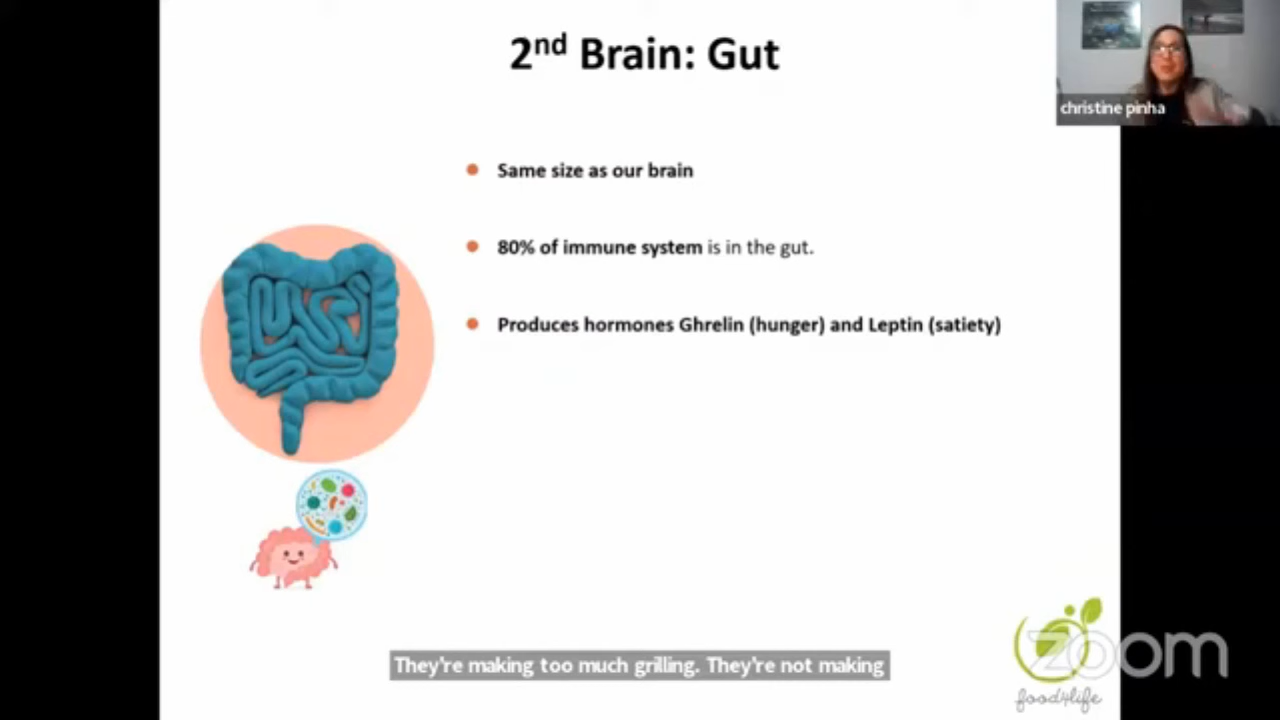 2nd Brain: Gut
christine pinha
Same size as our brain
80% of immune system is in the gut.
Produces hormones Ghrelin (hunger) and Leptin (satiety)
They're making too much grilling. They're not making
zoom
food4life